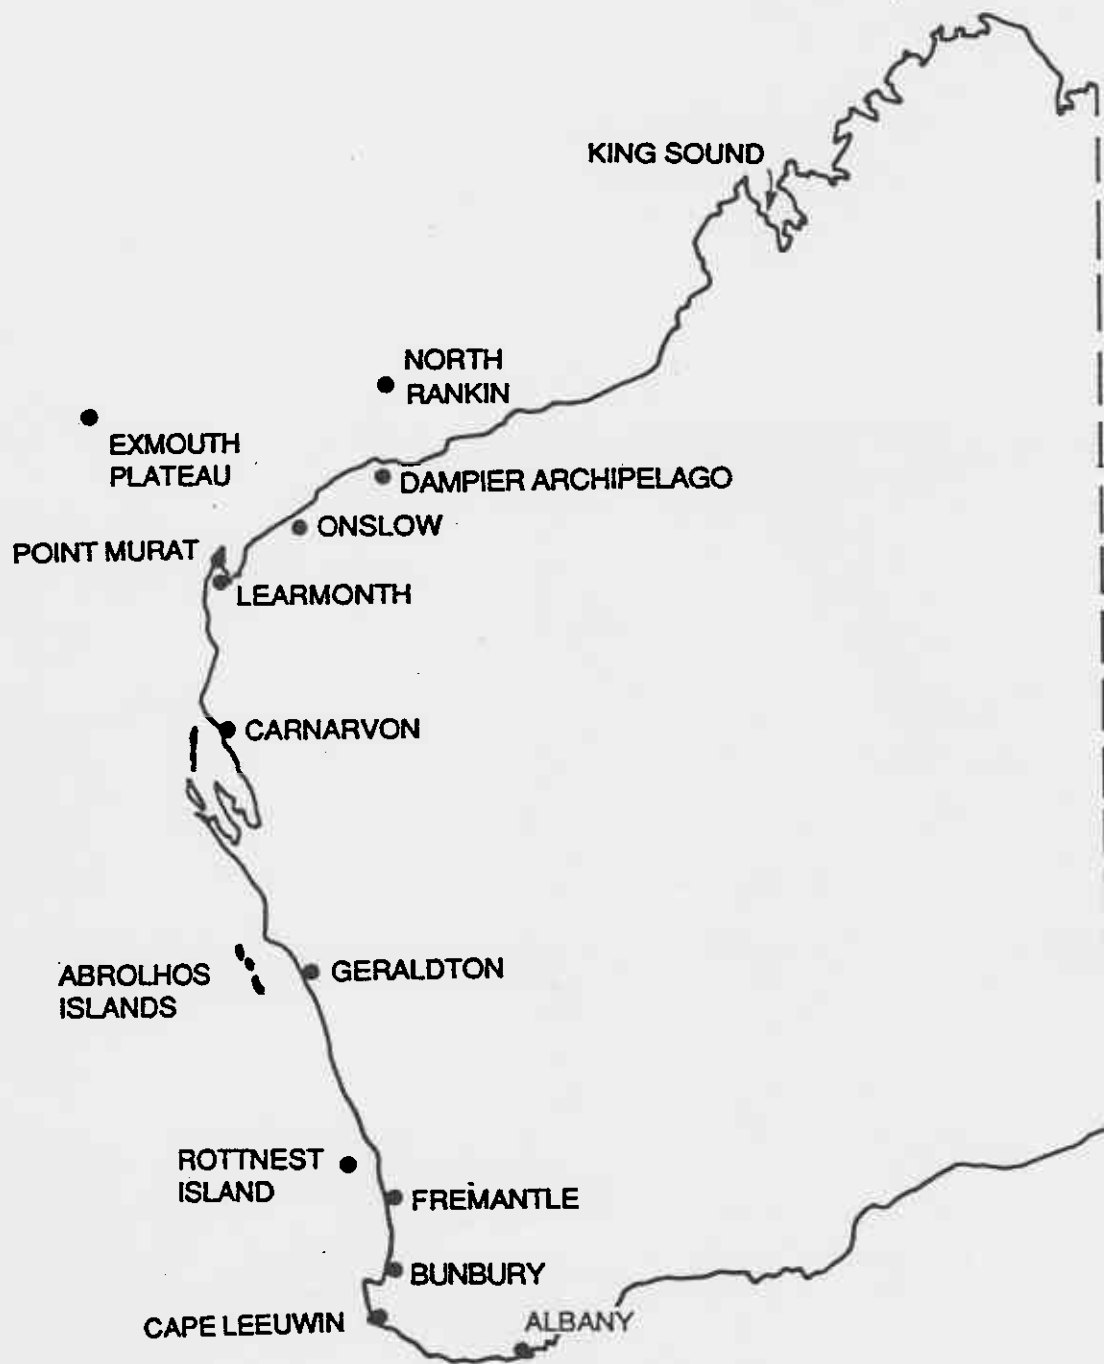 KING SOUND
NORTH
RANKIN
EXMOUTH
PLATEAU
DAMPIER ARCHIPELAGO
ONSLOW
POINT MURAT
LEARMONTH
CARNARVON
ABROLHOS
ISLANDS
GERALDTON
ROTTNEST
ISLAND
FREMANTLE
BUNBURY
CAPE LEEUWIN
ALBANY